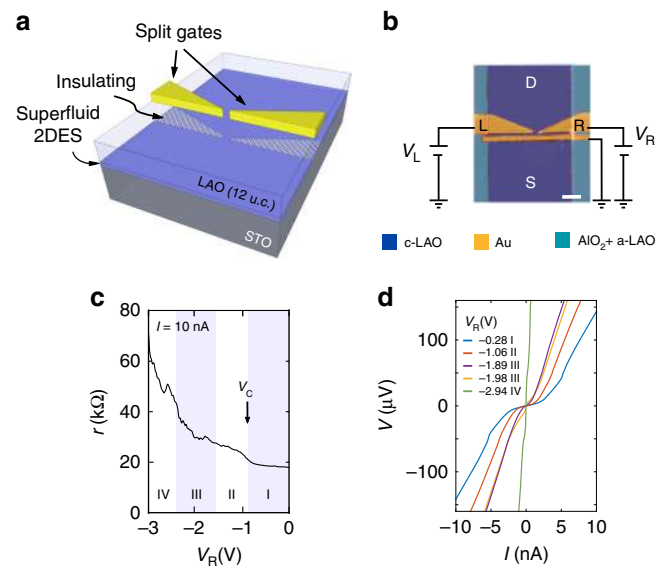 a
Split gates
Insulating
Superfluid
2DES
LAO (12 u.c.)
STO
b
D
L
R
V_L
V_R
S
c-LAO
Au
AlO₂+ a-LAO
c
80
60
40
20
0
r (kΩ)
I = 10 nA
V_C
IV
III
II
I
−3
−2
−1
0
V_R(V)
d
V_R(V)
−0.28 I
−1.06 II
−1.89 III
−1.98 III
−2.94 IV
100
0
−100
V (μV)
−10
−5
0
5
10
I (nA)